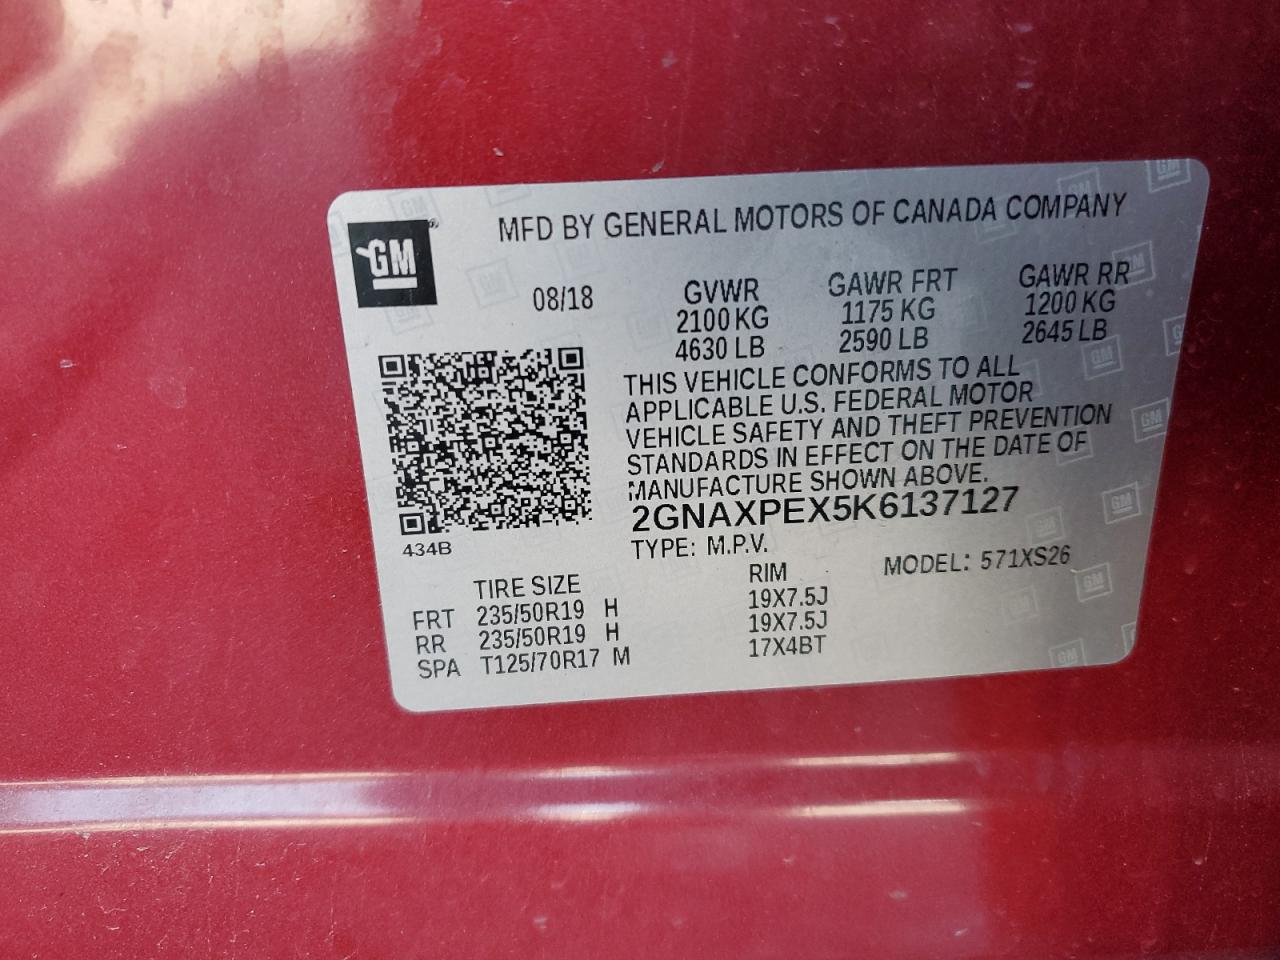 MFD BY GENERAL MOTORS OF CANADA COMPANY
GM
08/18
GVWR GAWR FRT GAWR RR
2100 KG 1175 KG 1200 KG
4630 LB 2590 LB 2645 LB
THIS VEHICLE CONFORMS TO ALL
APPLICABLE U.S. FEDERAL MOTOR
VEHICLE SAFETY AND THEFT PREVENTION
STANDARDS IN EFFECT ON THE DATE OF
MANUFACTURE SHOWN ABOVE.
2GNAXPEX5K6137127
434B
TYPE: M.P.V. MODEL: 571XS26
TIRE SIZE RIM
FRT 235/50R19 H 19X7.5J
RR 235/50R19 H 19X7.5J
SPA T125/70R17 M 17X4BT